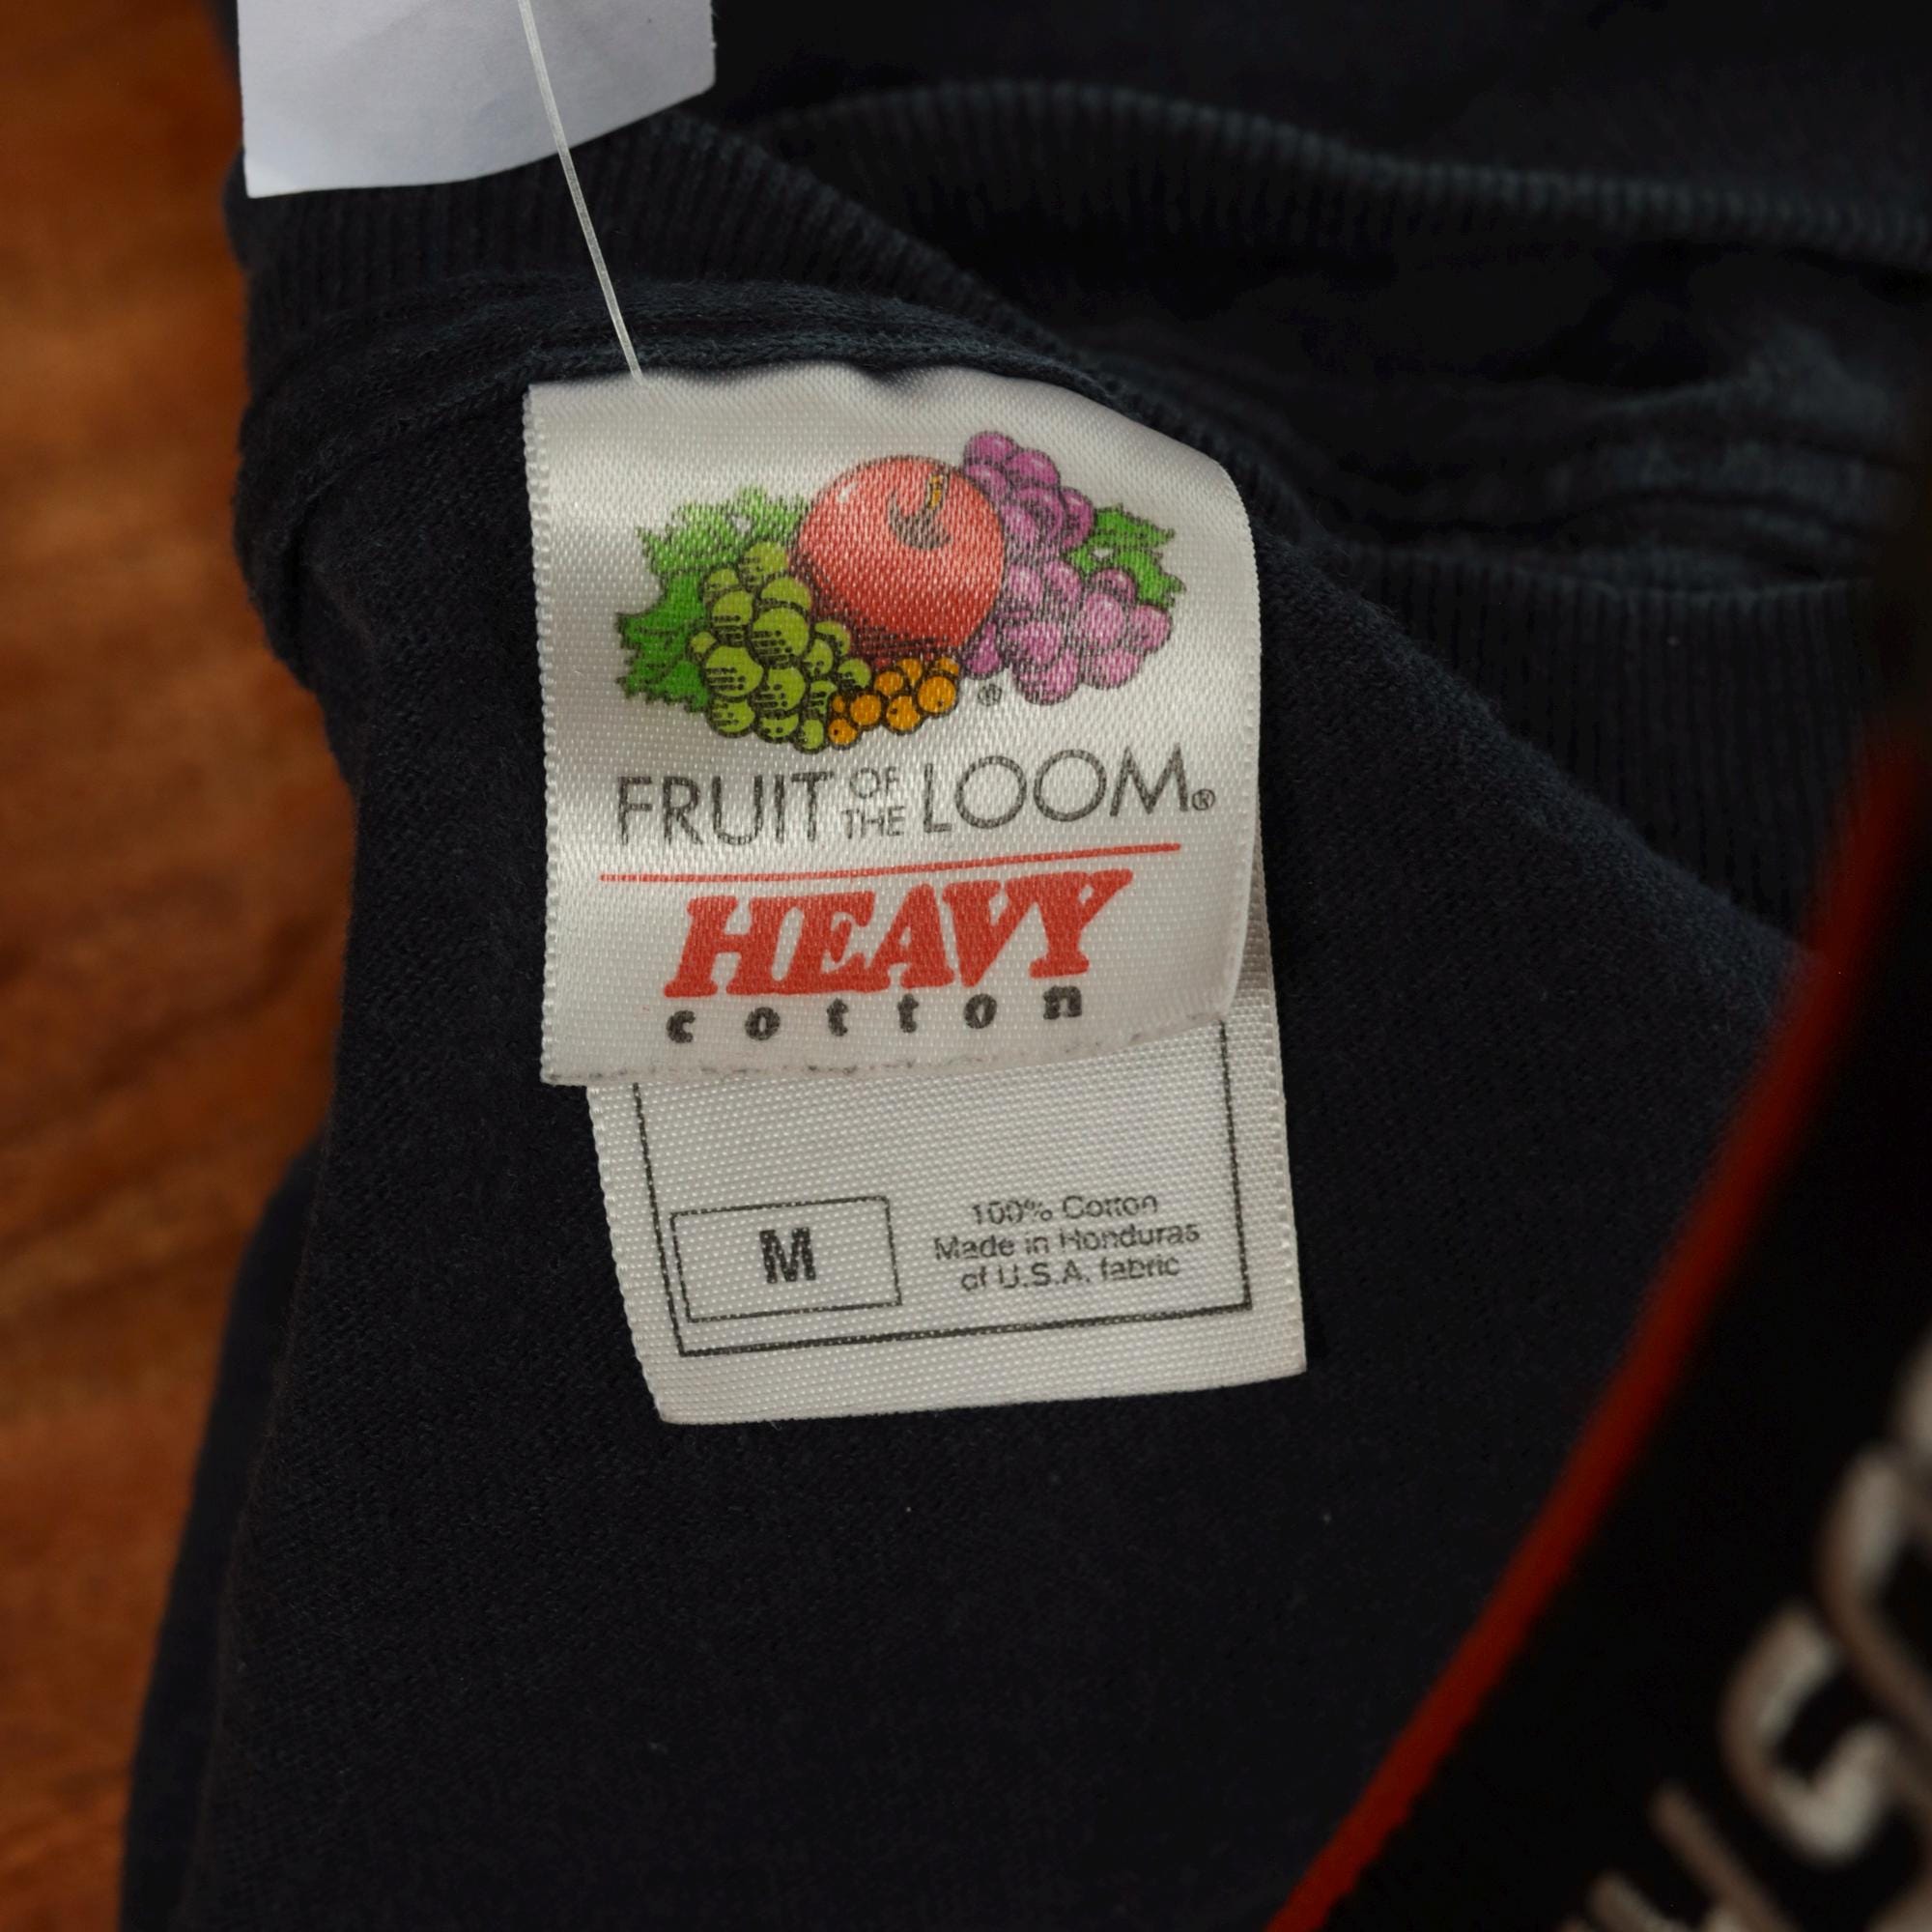 ®
FRUIT OF THE LOOM®
HEAVY
cotton
M
100% Cotton
Made in Honduras
of U.S.A. fabric